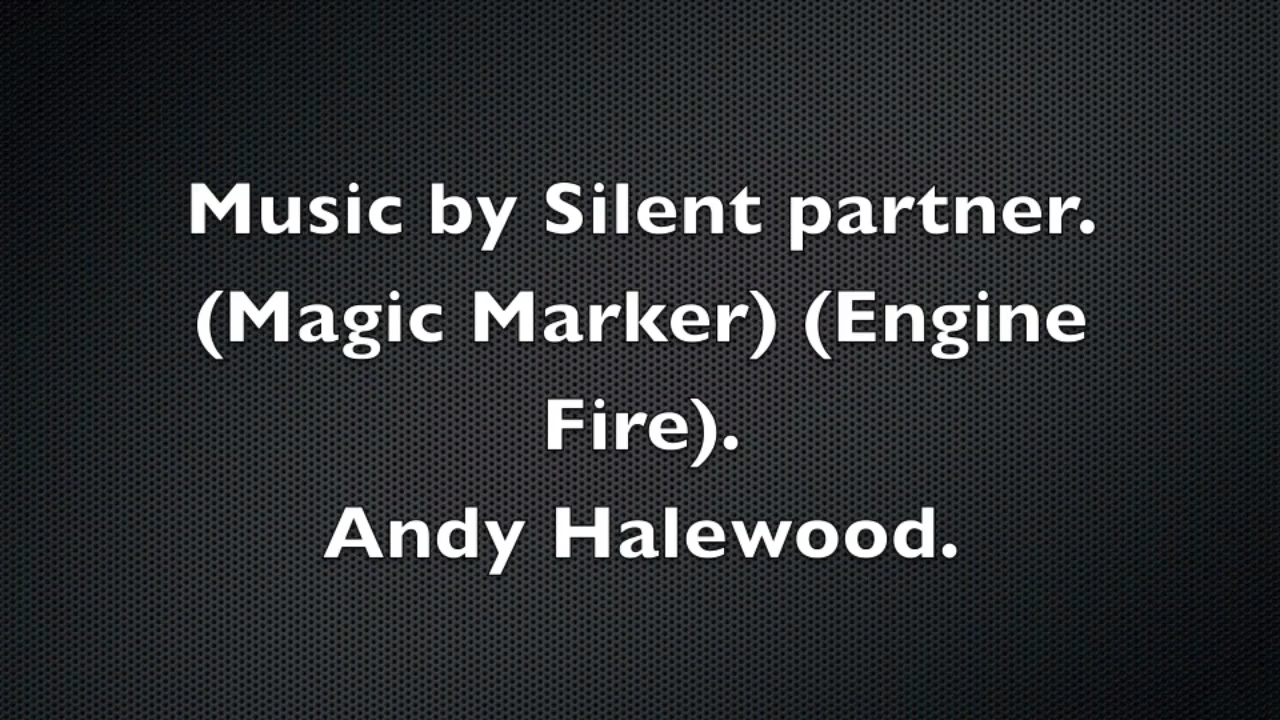 Music by Silent partner.
(Magic Marker) (Engine
Fire).
Andy Halewood.